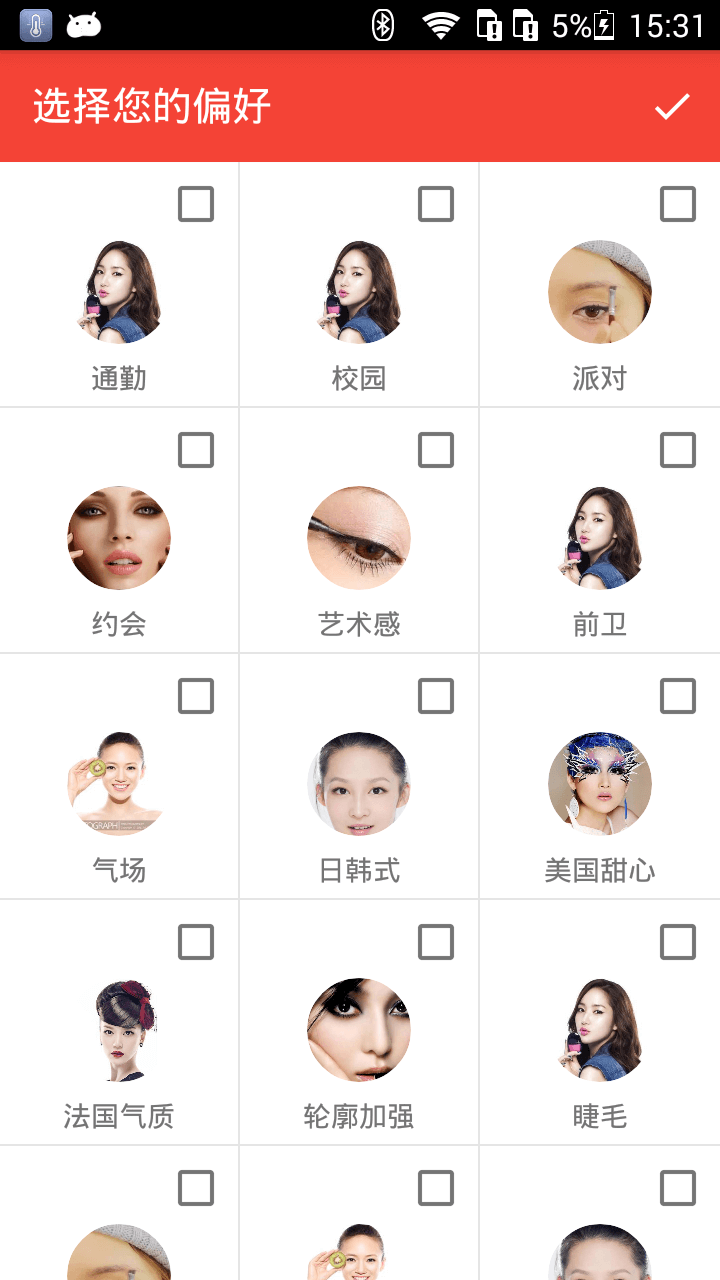 5% 15:31
选择您的偏好
通勤
校园
派对
约会
艺术感
前卫
气场
日韩式
美国甜心
法国气质
轮廓加强
睫毛